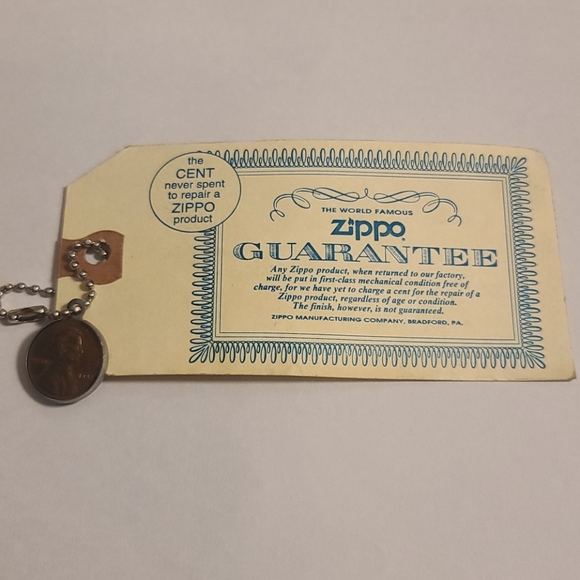 the
CENT
never spent
to repair a
ZIPPO
product
THE WORLD FAMOUS
Zippo®
GUARANTEE
Any Zippo product, when returned to our factory,
will be put in first-class mechanical condition free of
charge, for we have yet to charge a cent for the repair of a
Zippo product, regardless of age or condition.
The finish, however, is not guaranteed.
ZIPPO MANUFACTURING COMPANY, BRADFORD, PA.